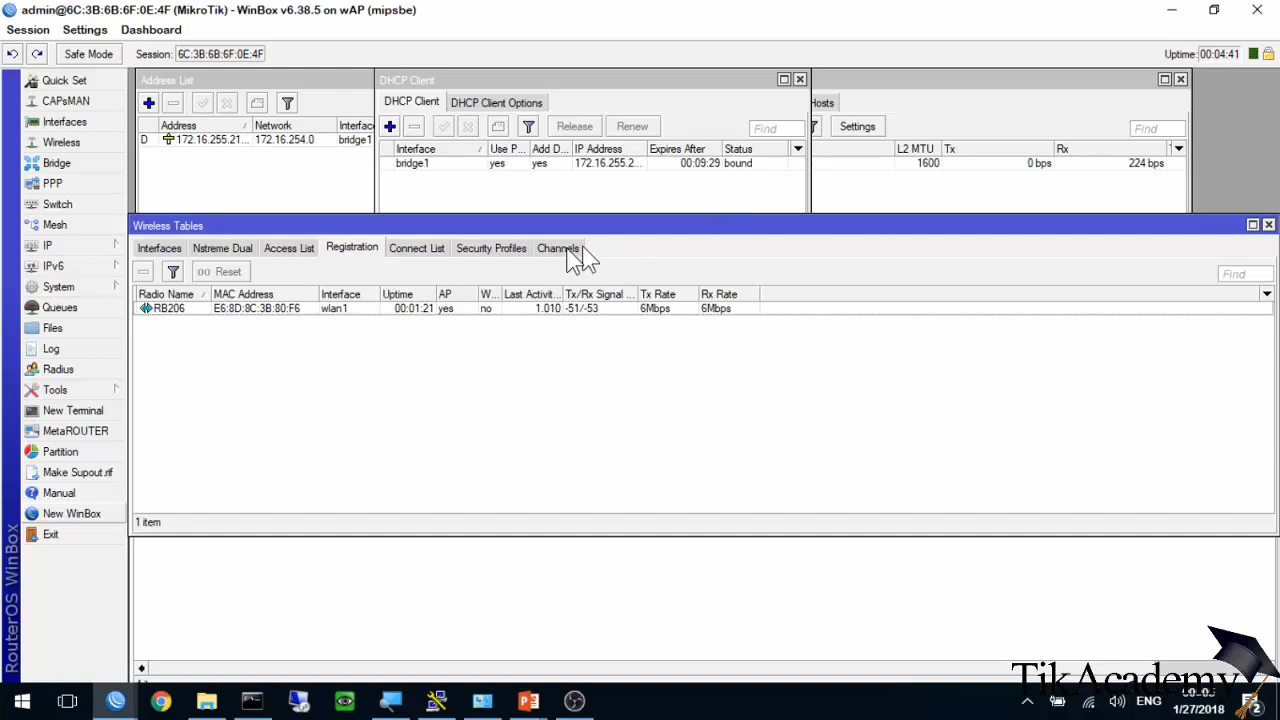 admin@6C:3B:6B:6F:0E:4F (MikroTik) - WinBox v6.38.5 on wAP (mipsbe)
Session Settings Dashboard
Safe Mode Session: 6C:3B:6B:6F:0E:4F Uptime: 00:04:41
Quick Set
CAPsMAN
Interfaces
Wireless
Bridge
PPP
Switch
Mesh
IP
IPv6
System
Queues
Files
Log
Radius
Tools
New Terminal
MetaROUTER
Partition
Make Supout.rif
Manual
New WinBox
Exit
RouterOS WinBox
Address List
Address Network Interfac
D 172.16.255.21... 172.16.254.0 bridge1
DHCP Client
DHCP Client DHCP Client Options
Release Renew Find
Interface Use P... Add D... IP Address Expires After Status
bridge1 yes yes 172.16.255.2... 00:09:29 bound
Hosts
Settings Find
L2 MTU Tx Rx
1600 0 bps 224 bps
Wireless Tables
Interfaces Nstreme Dual Access List Registration Connect List Security Profiles Channels
00 Reset Find
Radio Name MAC Address Interface Uptime AP W... Last Activit... Tx/Rx Signal ... Tx Rate Rx Rate
RB206 E6:8D:8C:3B:80:F6 wlan1 00:01:21 yes no 1.010 -51/-53 6Mbps 6Mbps
1 item
TikAcademy
ENG
1/27/2018
2